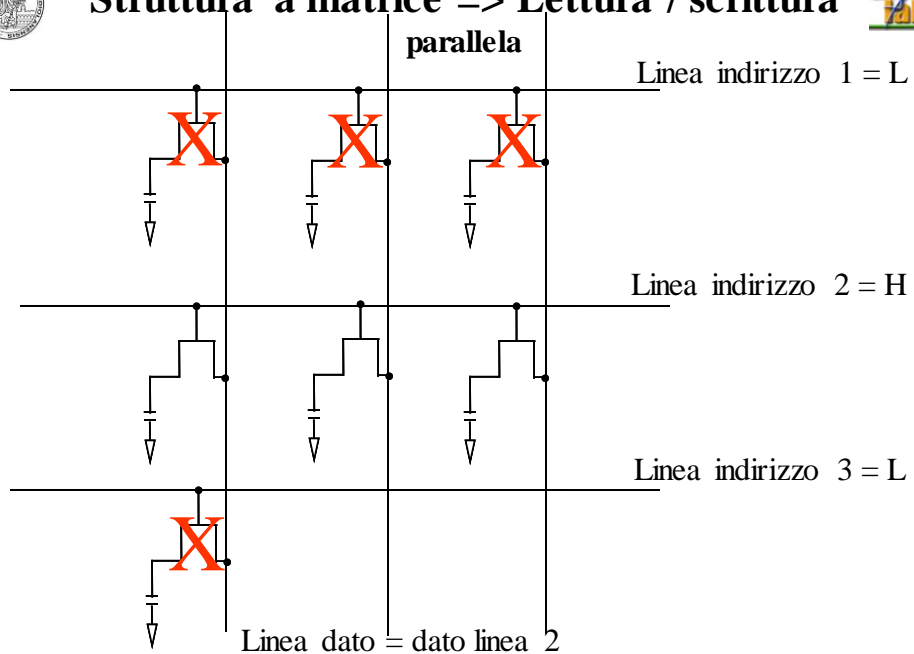 Struttura a matrice => Lettura / scrittura
parallela
Linea indirizzo 1 = L
X X X
Linea indirizzo 2 = H
Linea indirizzo 3 = L
X
Linea dato = dato linea 2